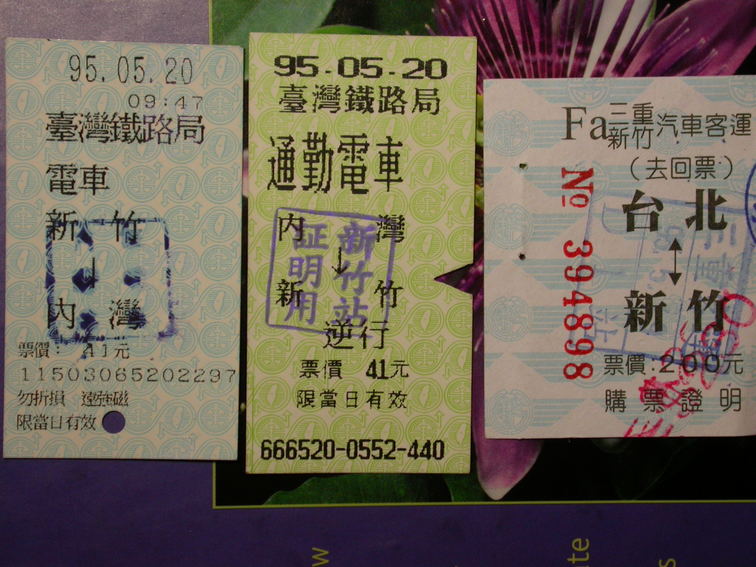 95.05.20
09:47
臺灣鐵路局
電車
新竹
↓
內灣
票價: 41元
11503065202297
勿折損 遠強磁
限當日有效
95.05.20
臺灣鐵路局
通勤電車
內灣
↓
新竹
逆行
票價 41元
限當日有效
666520-0552-440
新竹站
証明用
Fa三重
新竹汽車客運
(去回票)
台北
↕
新竹
票價:200元
購票證明
No 394898
w
te
s